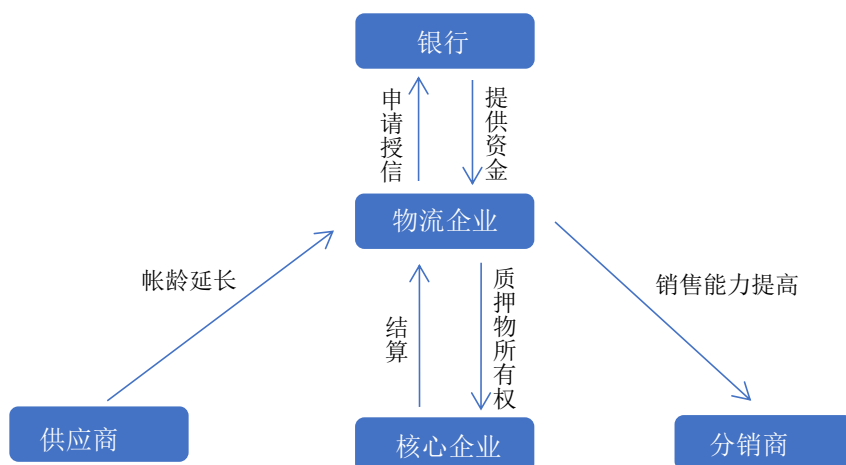 银行
申请授信
提供资金
物流企业
帐龄延长
销售能力提高
结算
质押物所有权
供应商
核心企业
分销商